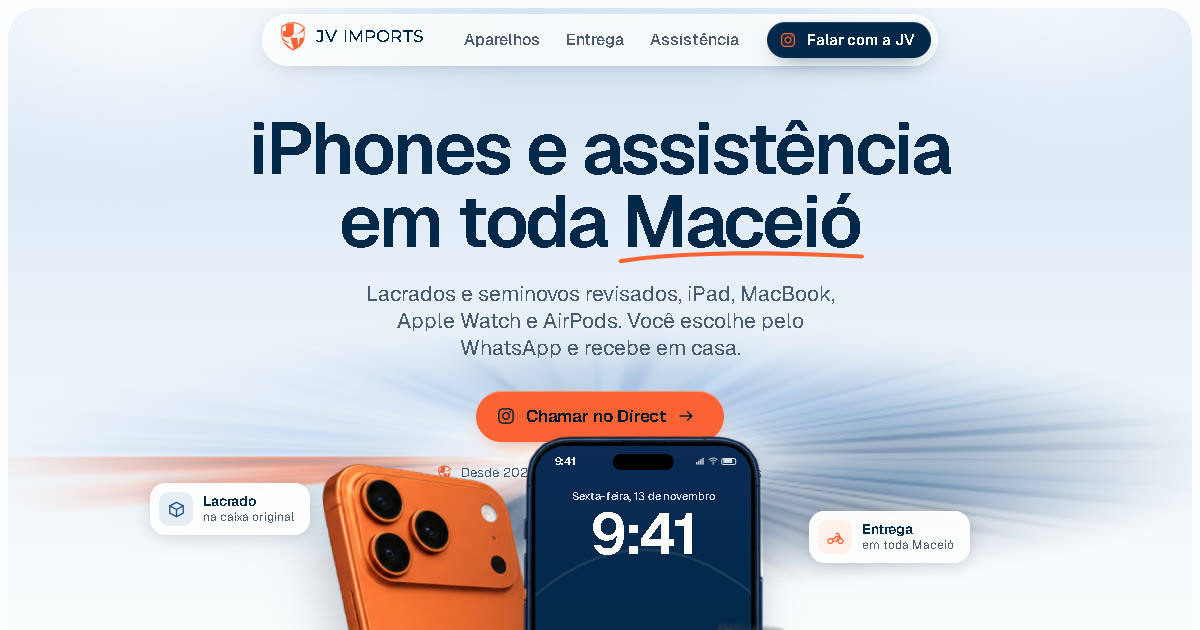 JV IMPORTS
Aparelhos
Entrega
Assistência
Falar com a JV
iPhones e assistência
em toda Maceió
Lacrados e seminovos revisados, iPad, MacBook,
Apple Watch e AirPods. Você escolhe pelo
WhatsApp e recebe em casa.
Chamar no Direct
Desde 202
9:41
Sexta-feira, 13 de novembro
9:41
Lacrado
na caixa original
Entrega
em toda Maceió